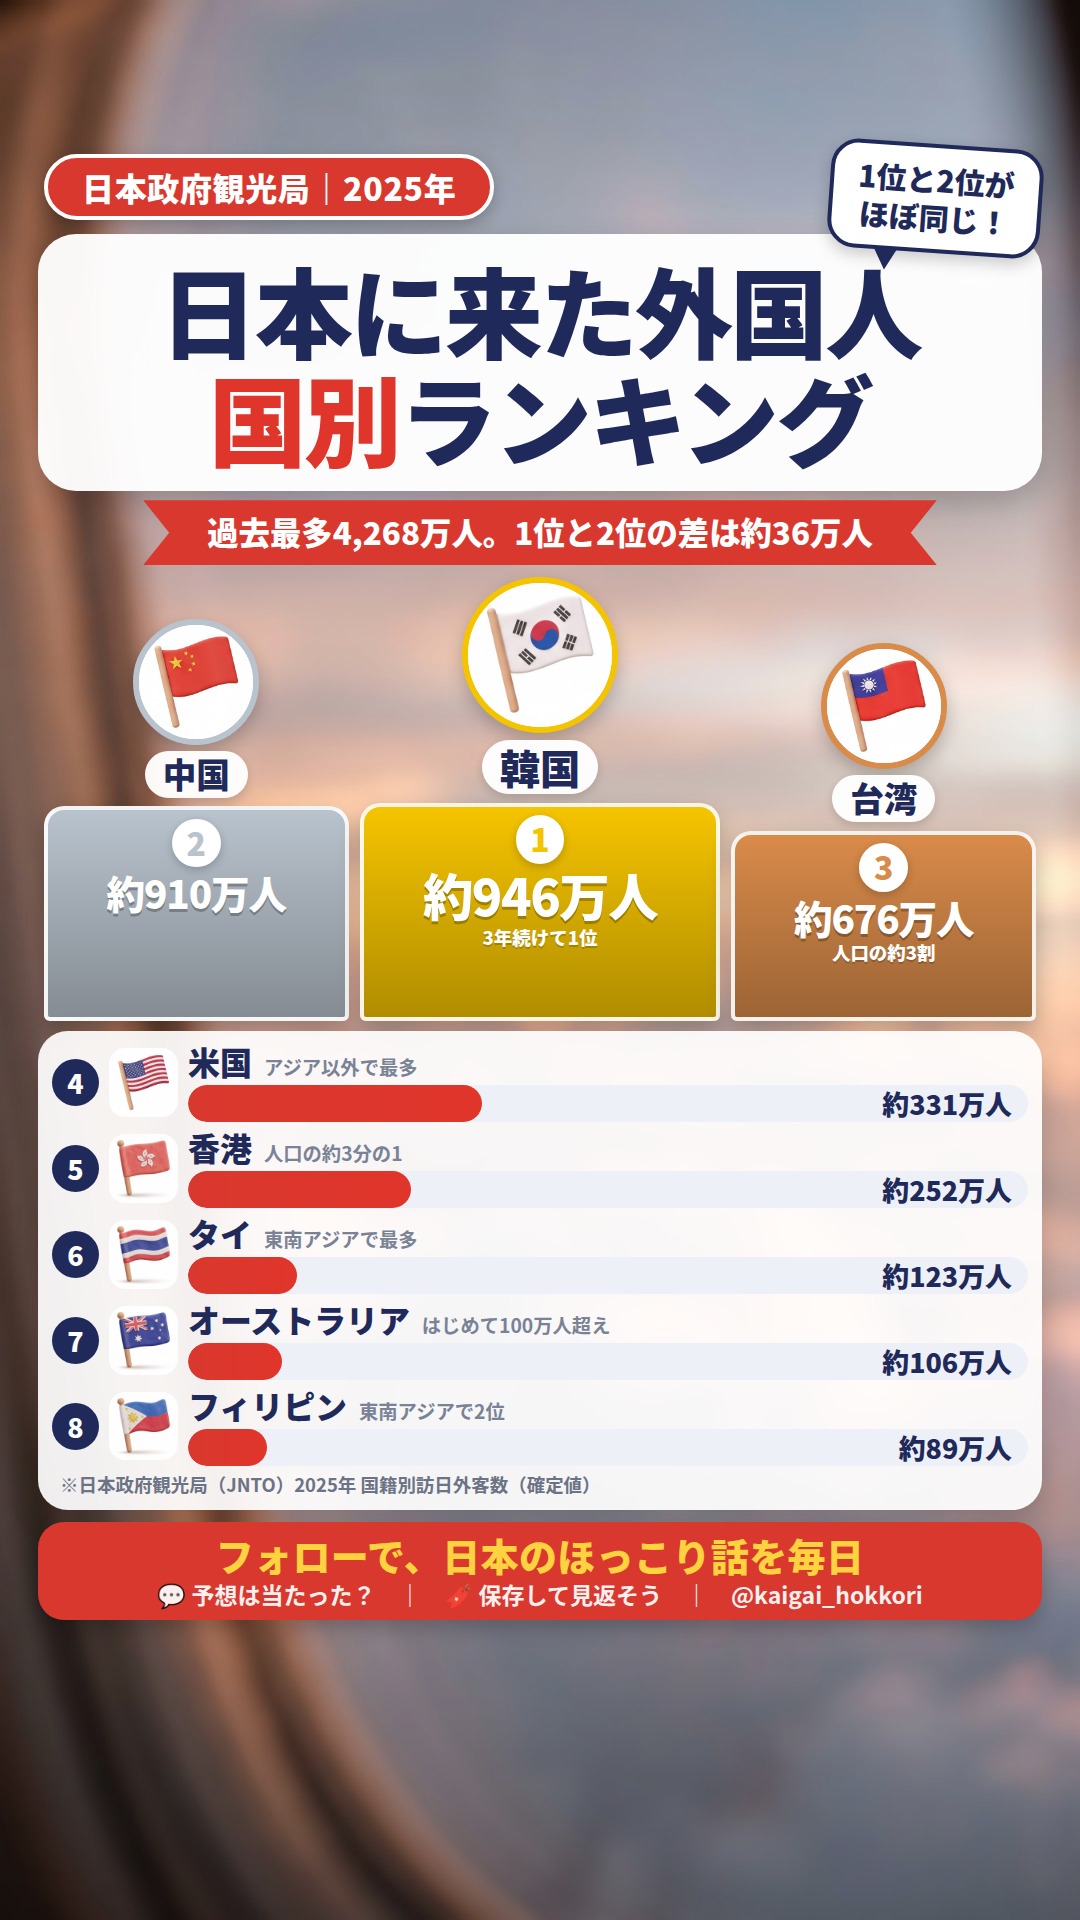 日本政府観光局｜2025年
1位と2位が
ほぼ同じ！
日本に来た外国人
国別ランキング
過去最多4,268万人。1位と2位の差は約36万人
中国
韓国
台湾
2
約910万人
1
約946万人
3年続けて1位
3
約676万人
人口の約3割
4
米国 アジア以外で最多
約331万人
5
香港 人口の約3分の1
約252万人
6
タイ 東南アジアで最多
約123万人
7
オーストラリア はじめて100万人超え
約106万人
8
フィリピン 東南アジアで2位
約89万人
※日本政府観光局（JNTO）2025年 国籍別訪日外客数（確定値）
フォローで、日本のほっこり話を毎日
💬 予想は当たった？ ｜ 🔖 保存して見返そう ｜ @kaigai_hokkori